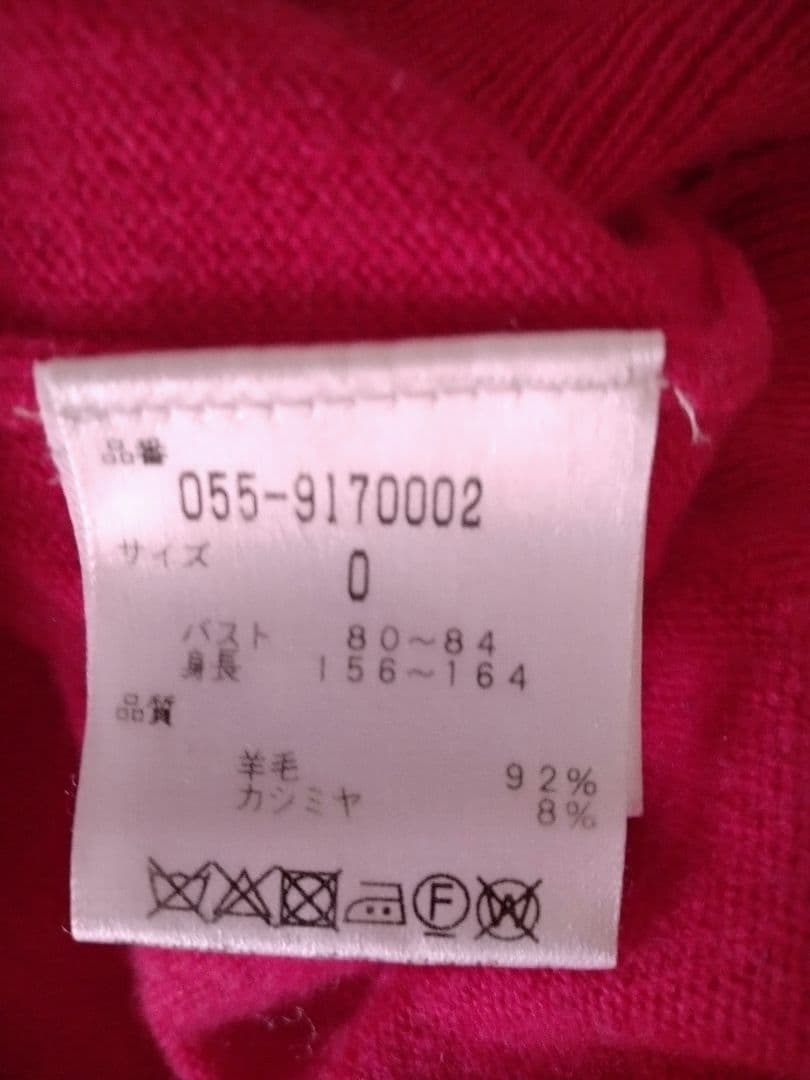 品番
055-9170002
サイズ
0
バスト 80~84
身長 156~164
品質
羊毛 92%
カシミヤ 8%
F W